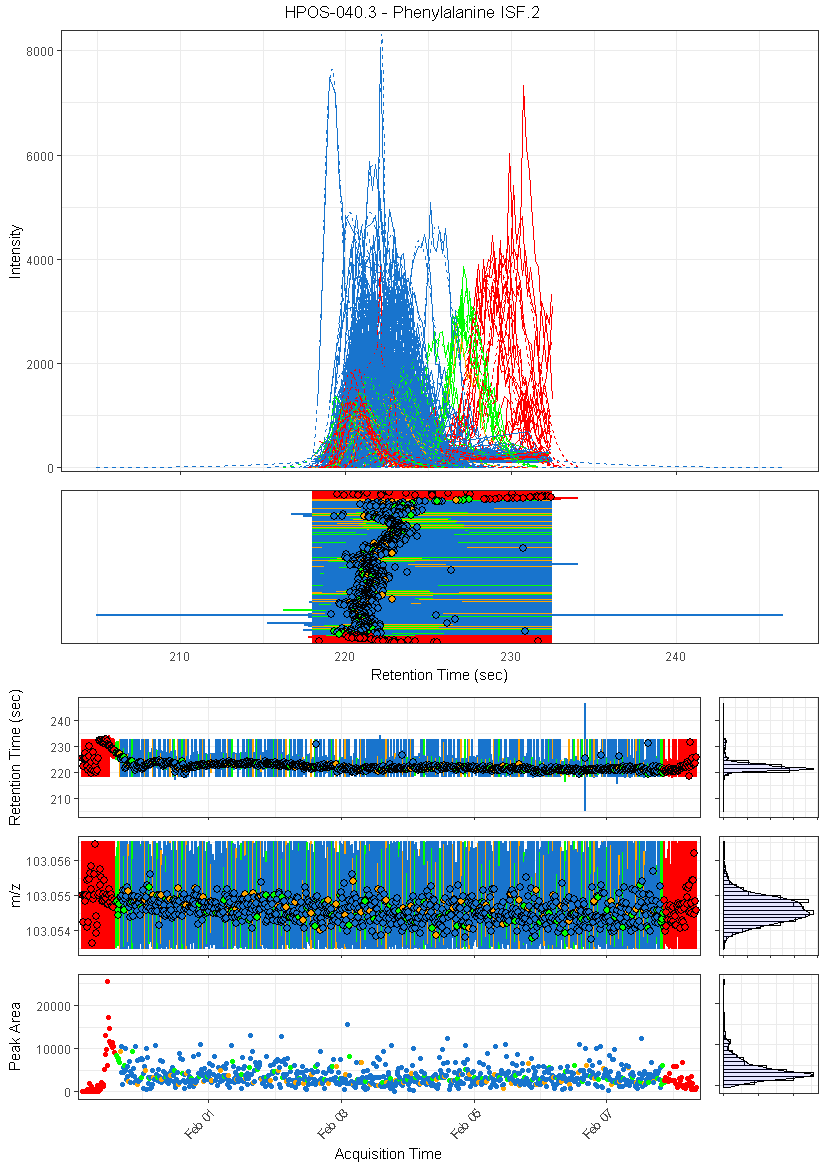 HPOS-040.3 - Phenylalanine ISF.2
8000
6000
4000
2000
0
Intensity
210
220
230
240
Retention Time (sec)
240
230
220
210
Retention Time (sec)
103.056
103.055
103.054
m/z
20000
10000
0
Peak Area
Feb 01
Feb 03
Feb 05
Feb 07
Acquisition Time